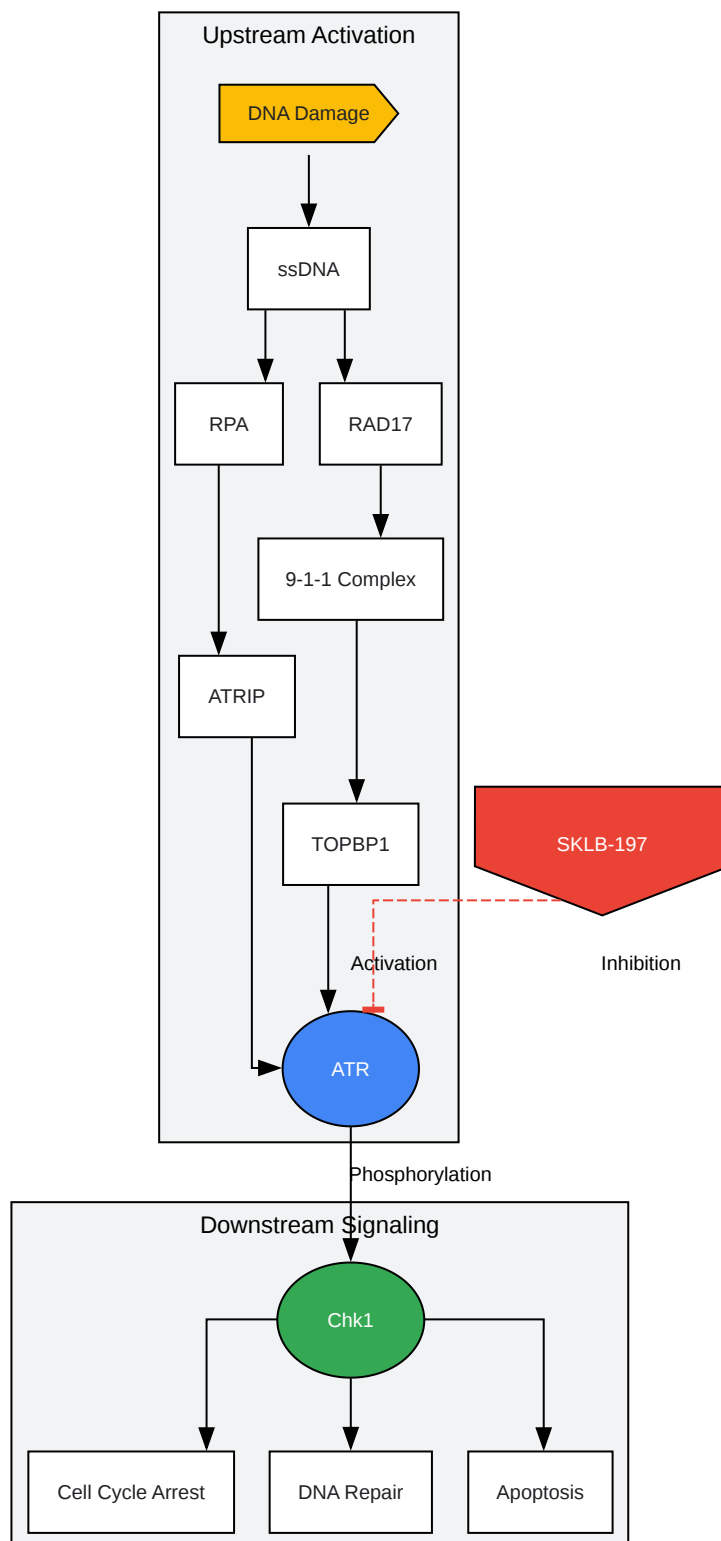 Upstream Activation
DNA Damage
ssDNA
RPA
RAD17
9-1-1 Complex
ATRIP
TOPBP1
SKLB-197
Activation
Inhibition
ATR
Phosphorylation
Downstream Signaling
Chk1
Cell Cycle Arrest
DNA Repair
Apoptosis